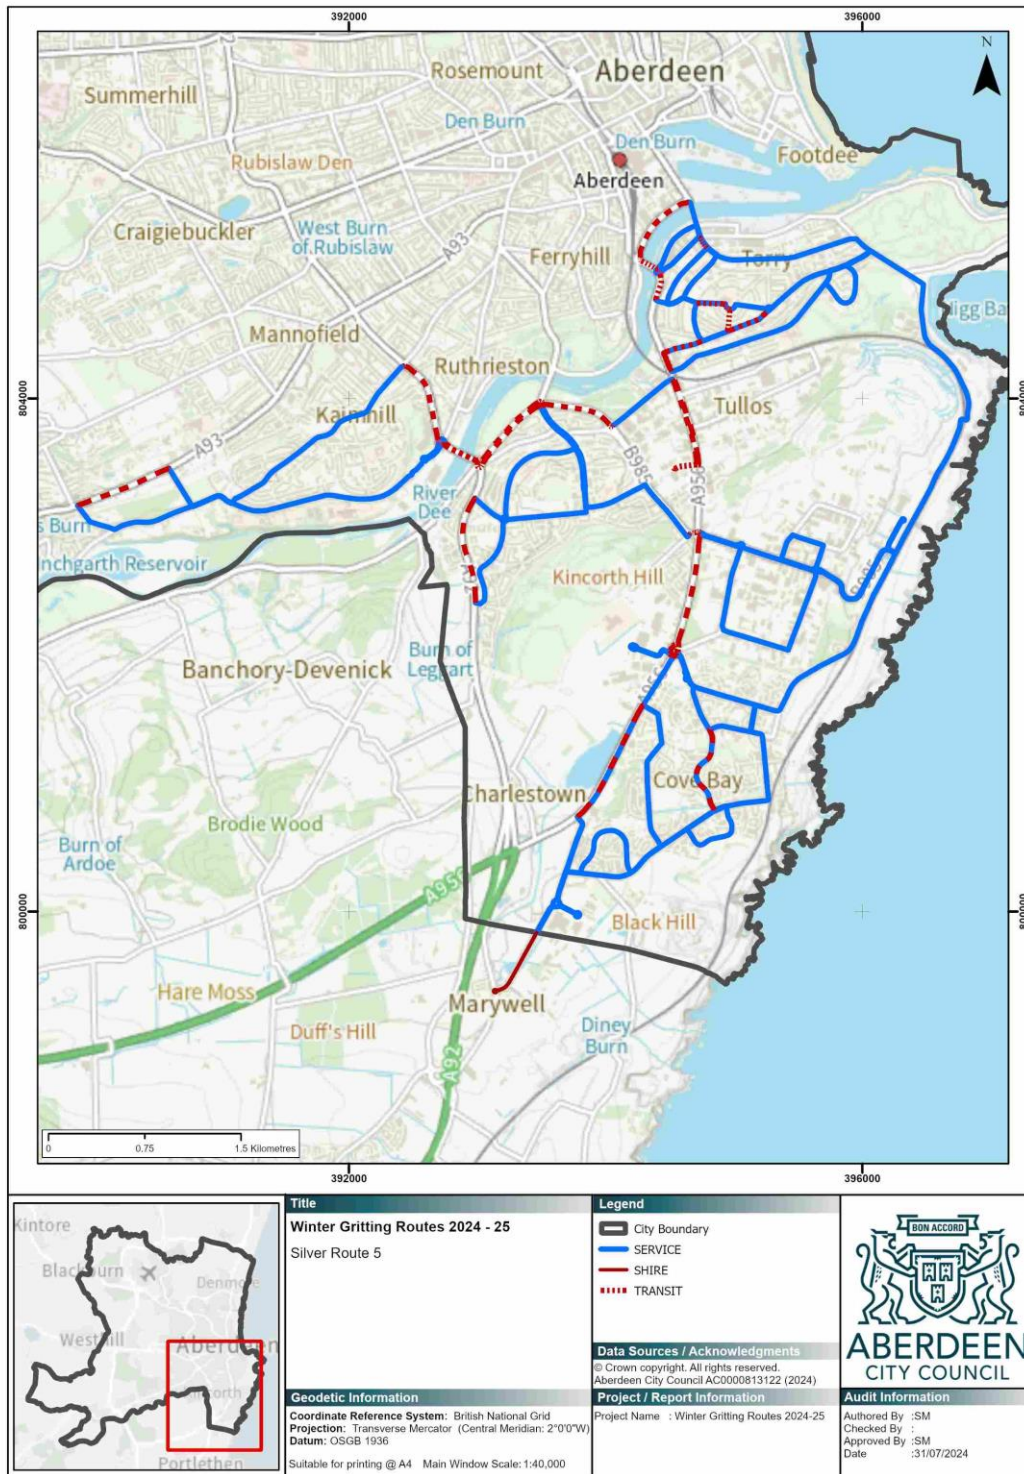 392000
396000
N
Rosemount
Aberdeen
Summerhill
Den Burn
Den Burn
Footdee
Rubislaw Den
Aberdeen
Craigiebuckler
West Burn
of Rubislaw
A93
Ferryhill
Torry
Nigg Ba
Mannofield
Ruthrieston
804000
804000
Kaimhill
Tullos
A93
B985
A956
River
Dee
s Burn
nchgarth Reservoir
Kincorth Hill
Burn of
Leggart
Banchory-Devenick
A956
Cove Bay
Charlestown
Brodie Wood
Burn of
Ardoe
A956
800000
800000
Black Hill
Hare Moss
Marywell
Duff's Hill
Diney
Burn
A92
0
0.75
1.5 Kilometres
392000
396000
Kintore
Blackburn
Denmore
Westhill
Aberdeen
Portlethen
Title
Winter Gritting Routes 2024 - 25
Silver Route 5
Geodetic Information
Coordinate Reference System: British National Grid
Projection: Transverse Mercator (Central Meridian: 2°0'0"W)
Datum: OSGB 1936
Suitable for printing @ A4 Main Window Scale: 1:40,000
Legend
City Boundary
SERVICE
SHIRE
TRANSIT
Data Sources / Acknowledgments
© Crown copyright. All rights reserved.
Aberdeen City Council AC0000813122 (2024)
Project / Report Information
Project Name : Winter Gritting Routes 2024-25
BON ACCORD
ABERDEEN
CITY COUNCIL
Audit Information
Authored By :SM
Checked By :
Approved By :SM
Date :31/07/2024